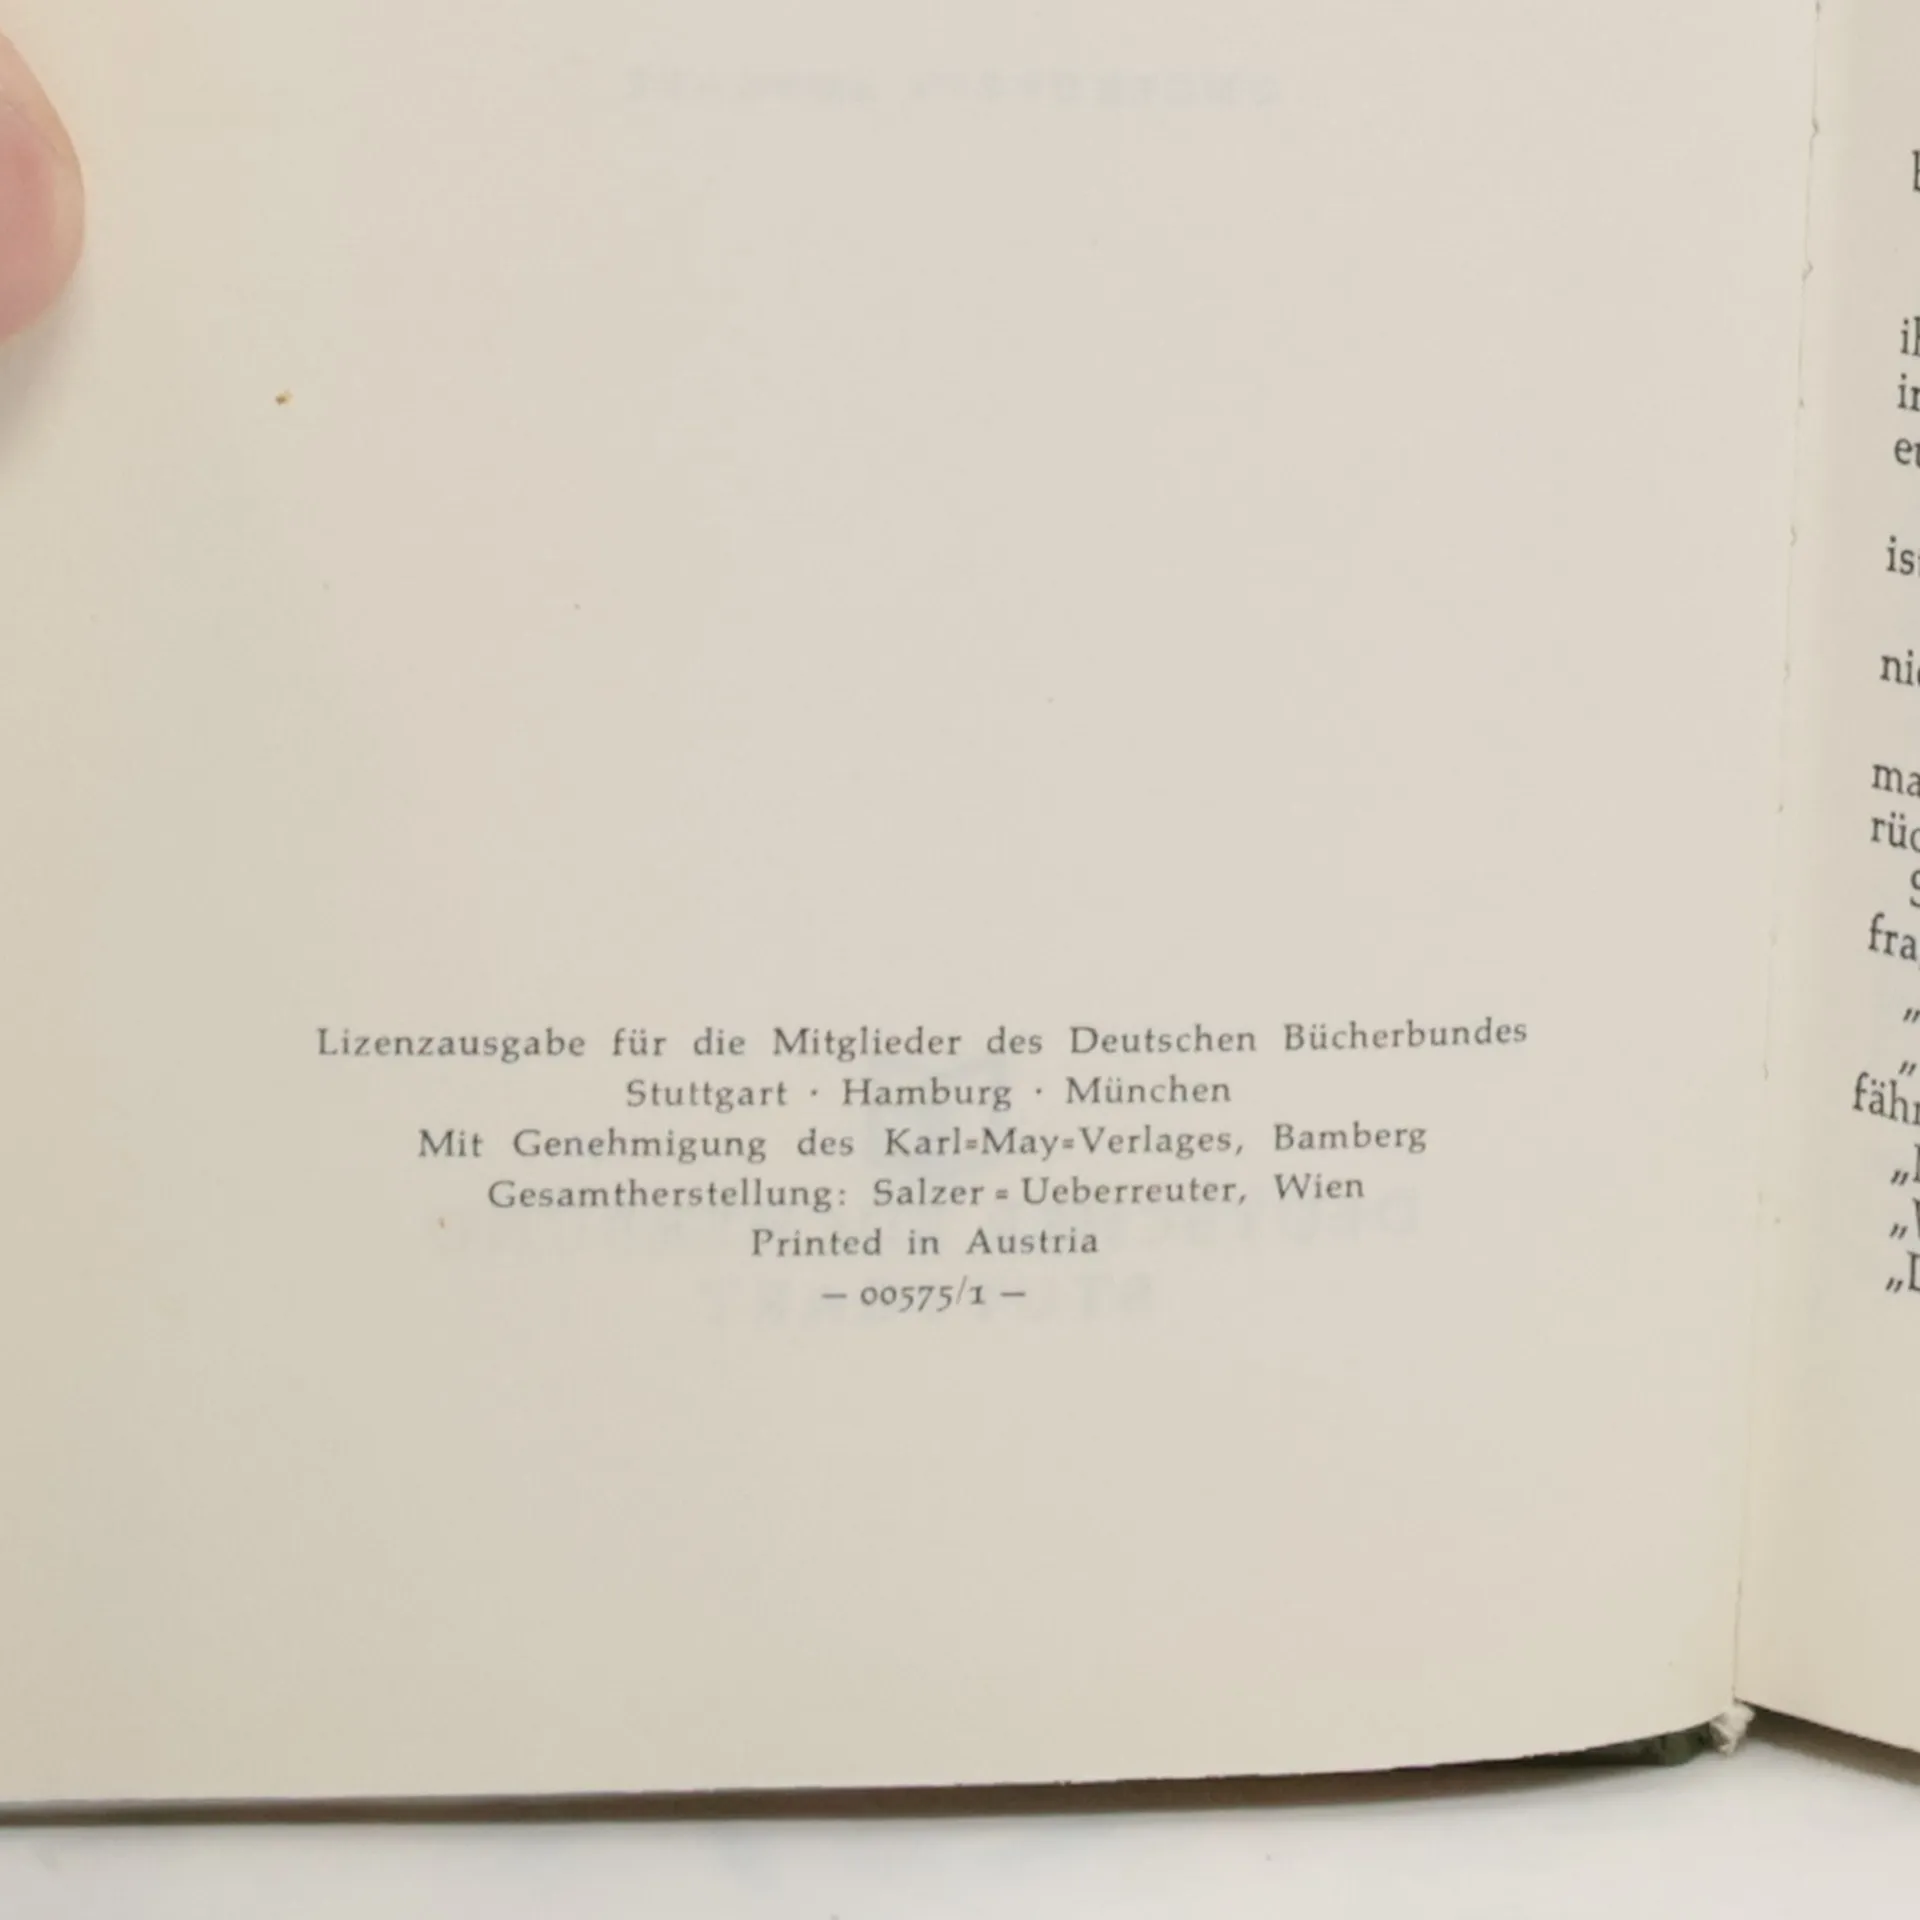 Lizenzausgabe für die Mitglieder des Deutschen Bücherbundes
Stuttgart · Hamburg · München
Mit Genehmigung des Karl=May=Verlages, Bamberg
Gesamtherstellung: Salzer = Ueberreuter, Wien
Printed in Austria
— 00575/1 —